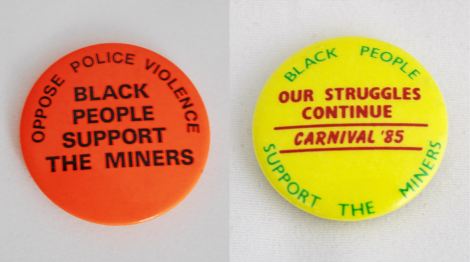 OPPOSE POLICE VIOLENCE
BLACK
PEOPLE
SUPPORT
THE MINERS
BLACK PEOPLE
OUR STRUGGLES
CONTINUE
CARNIVAL '85
SUPPORT THE MINERS